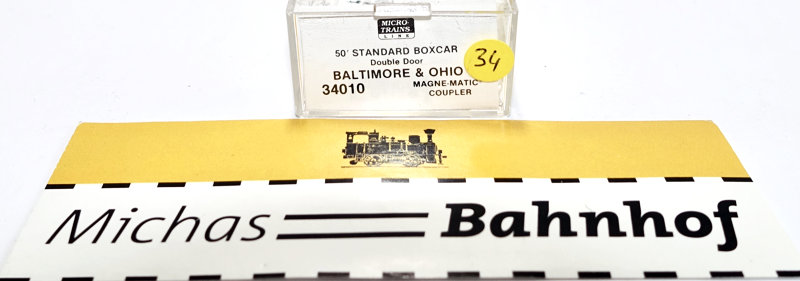 MICRO-
TRAINS
LINE
50' STANDARD BOXCAR
Double Door
BALTIMORE & OHIO
34010
MAGNE-MATIC
COUPLER
34
Michas Bahnhof